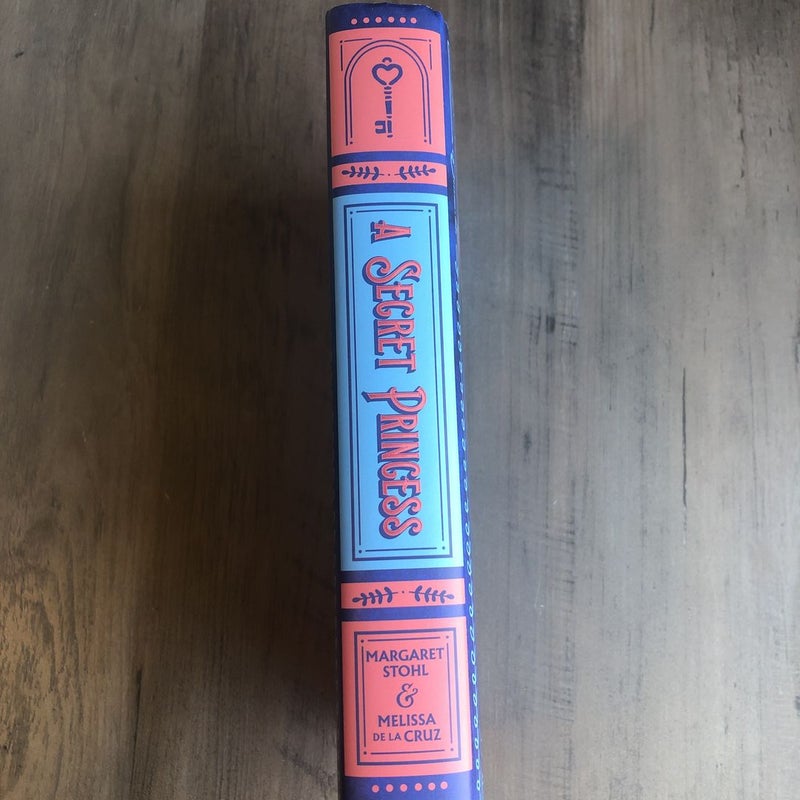 A SECRET PRINCESS
MARGARET
STOHL
&
MELISSA
DE LA CRUZ